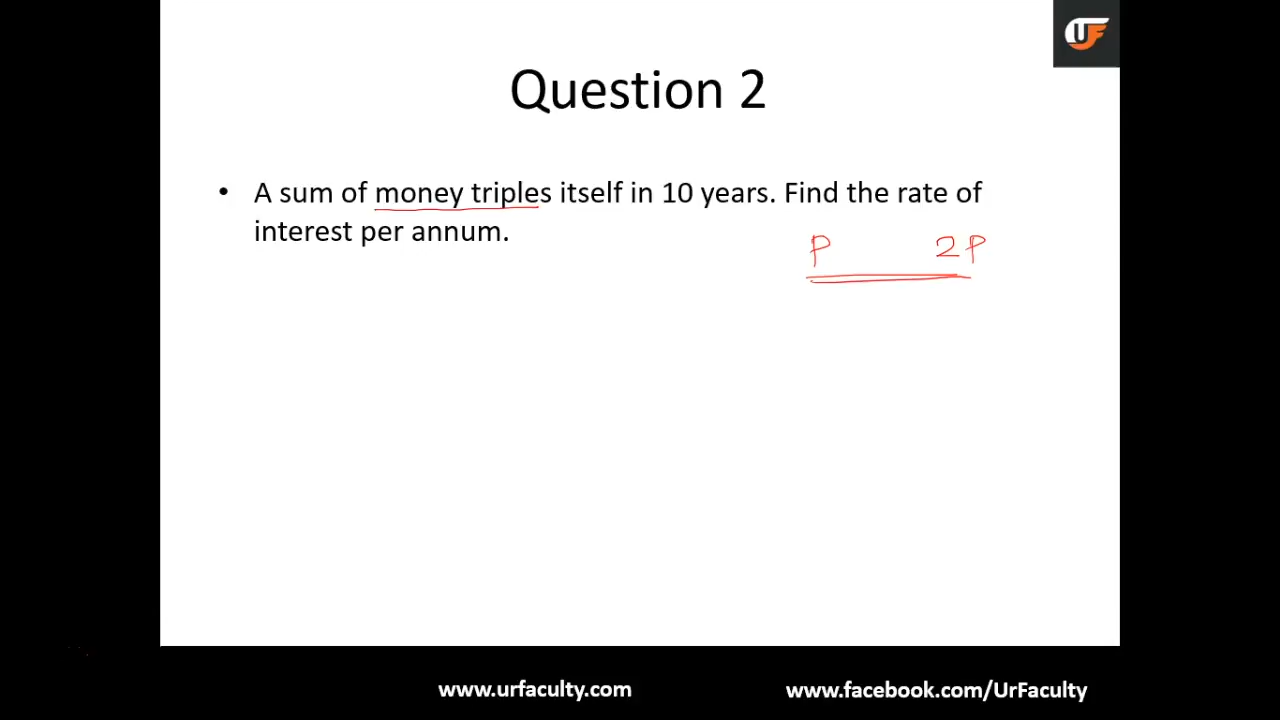 UF
Question 2
• A sum of money triples itself in 10 years. Find the rate of
interest per annum.
P 2P
www.urfaculty.com www.facebook.com/UrFaculty